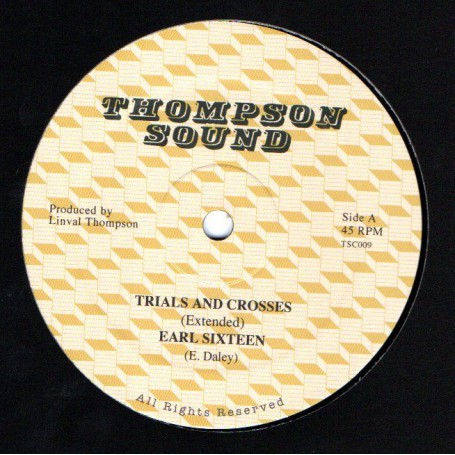 THOMPSON
SOUND
Produced by
Linval Thompson
Side A
45 RPM
TSC009
TRIALS AND CROSSES
(Extended)
EARL SIXTEEN
(E. Daley)
All Rights Reserved